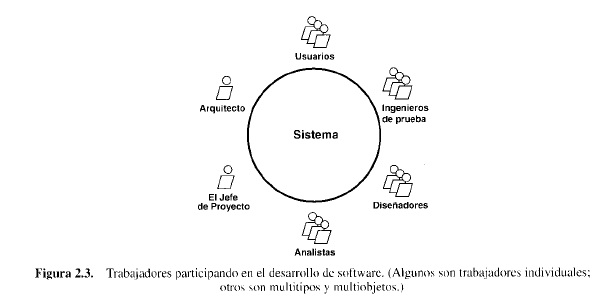 Usuarios
Arquitecto
Ingenieros
de prueba
Sistema
El Jefe
de Proyecto
Diseñadores
Analistas
Figura 2.3. Trabajadores participando en el desarrollo de software. (Algunos son trabajadores individuales;
otros son multitipos y multiobjetos.)